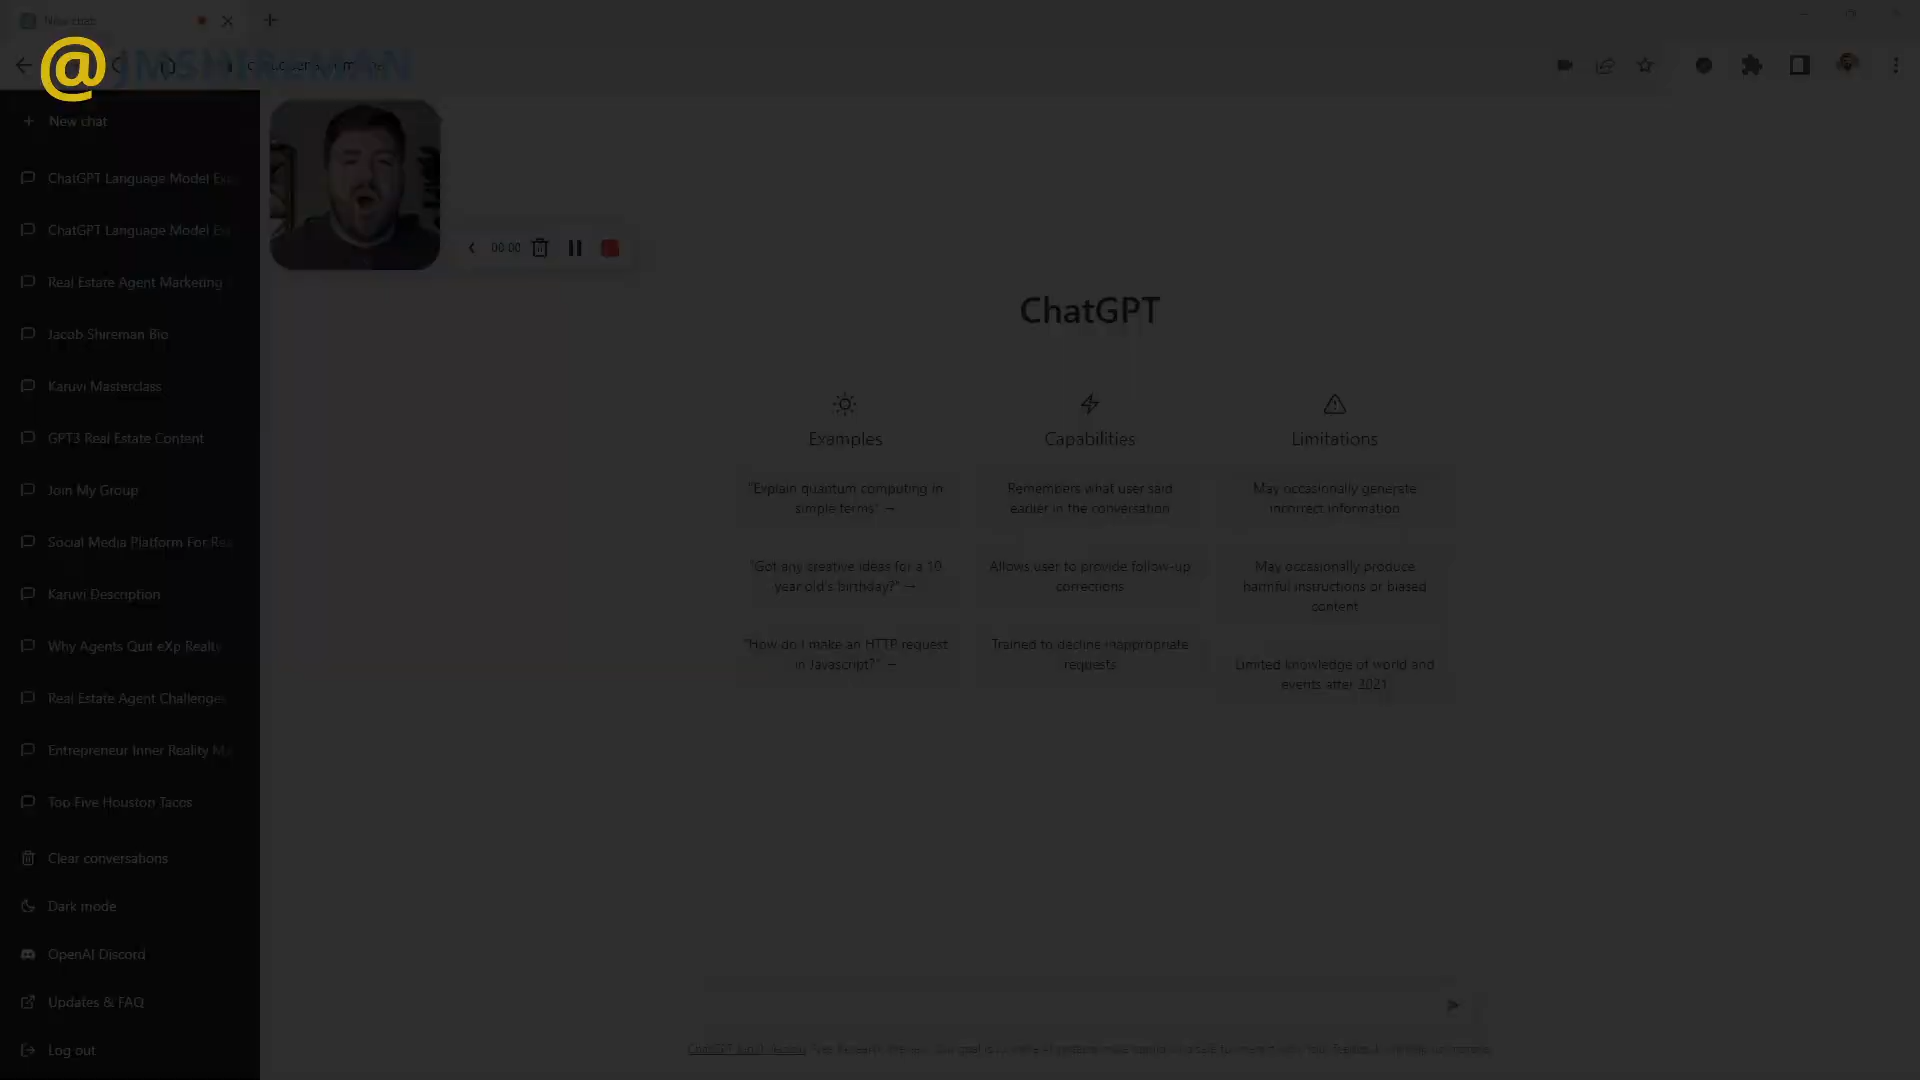 New chat
@JMSHIREMAN
New chat
ChatGPT Language Model Ex
ChatGPT Language Model Ex
Real Estate Agent Marketing
Jacob Shireman Bio
Karuvi Masterclass
GPT3 Real Estate Content
Join My Group
Social Media Platform For Rea
Karuvi Description
Why Agents Quit eXp Realty
Real Estate Agent Challenges
Entrepreneur Inner Reality Ma
Top Five Houston Tacos
Clear conversations
Dark mode
OpenAI Discord
Updates & FAQ
Log out
00:00
ChatGPT
Examples
"Explain quantum computing in
simple terms" →
"Got any creative ideas for a 10
year old's birthday?" →
"How do I make an HTTP request
in Javascript?" →
Capabilities
Remembers what user said
earlier in the conversation
Allows user to provide follow-up
corrections
Trained to decline inappropriate
requests
Limitations
May occasionally generate
incorrect information
May occasionally produce
harmful instructions or biased
content
Limited knowledge of world and
events after 2021